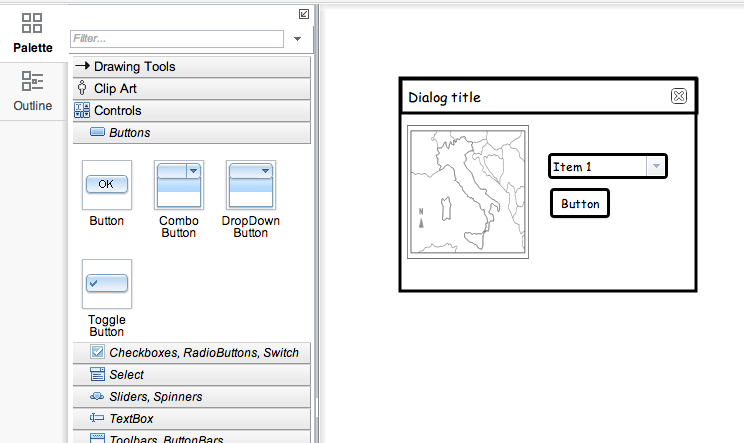 Palette
Outline
Filter...
Drawing Tools
Clip Art
Controls
Buttons
OK
Button
Combo
Button
DropDown
Button
Toggle
Button
Checkboxes, RadioButtons, Switch
Select
Sliders, Spinners
TextBox
Toolbars, ButtonBars
Dialog title
N
Item 1
Button